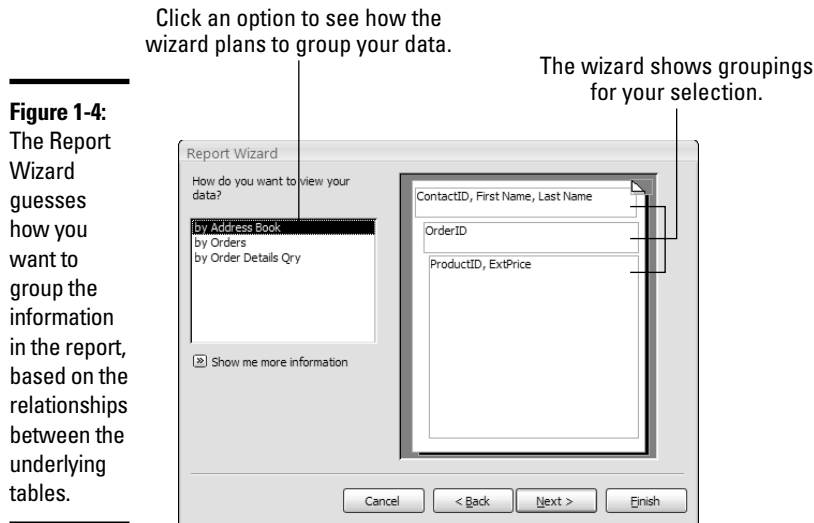 Click an option to see how the
wizard plans to group your data.
The wizard shows groupings
for your selection.
Figure 1-4:
The Report
Wizard
guesses
how you
want to
group the
information
in the report,
based on the
relationships
between the
underlying
tables.
Report Wizard
How do you want to view your
data?
by Address Book
by Orders
by Order Details Qry
Show me more information
ContactID, First Name, Last Name
OrderID
ProductID, ExtPrice
Cancel
< Back
Next >
Finish